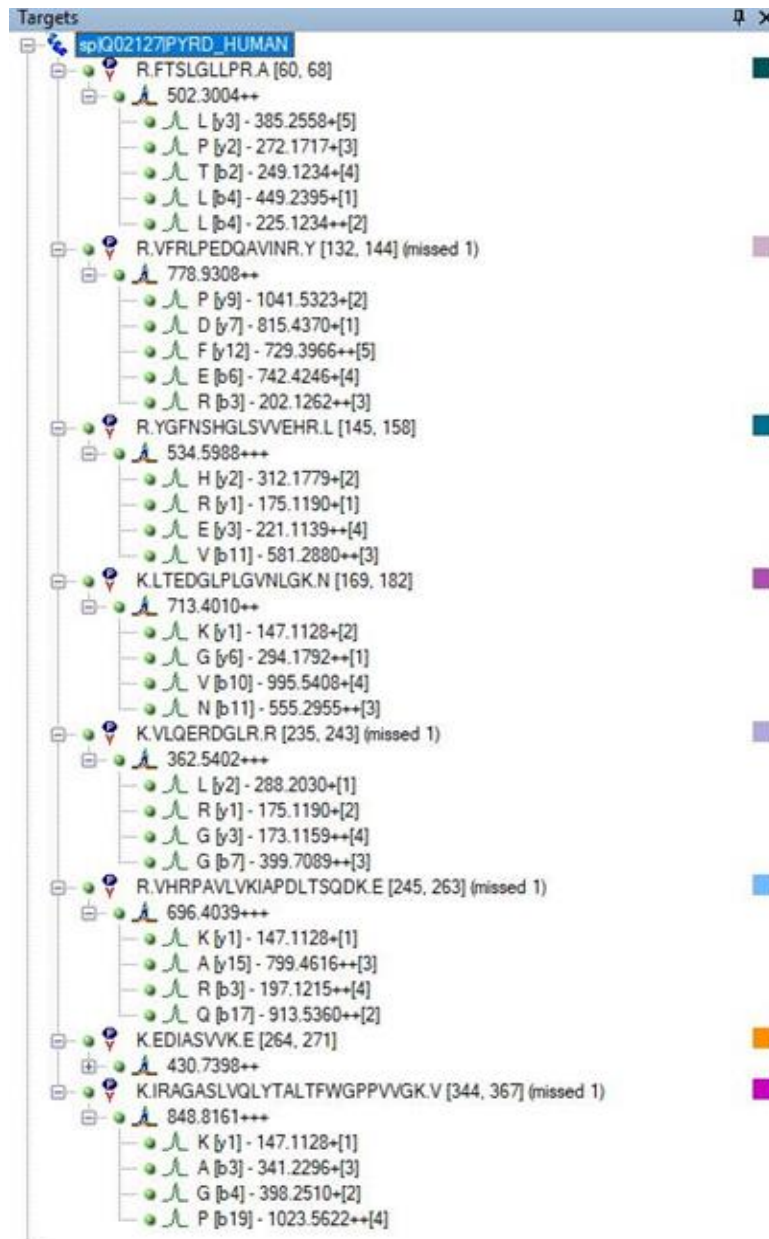 Targets
sp|Q02127|PYRD_HUMAN
R.FTSLGLLPR.A [60, 68]
502.3004++
L [y3] - 385.2558+[5]
P [y2] - 272.1717+[3]
T [b2] - 249.1234+[4]
L [b4] - 449.2395+[1]
L [b4] - 225.1234++[2]
R.VFRLPEDQAVINR.Y [132, 144] (missed 1)
778.9308++
P [y9] - 1041.5323+[2]
D [y7] - 815.4370+[1]
F [y12] - 729.3966++[5]
E [b6] - 742.4246+[4]
R [b3] - 202.1262++[3]
R.YGFNSHGLSVVEHR.L [145, 158]
534.5988+++
H [y2] - 312.1779+[2]
R [y1] - 175.1190+[1]
E [y3] - 221.1139++[4]
V [b11] - 581.2880++[3]
K.LTEDGLPLGVNLGK.N [169, 182]
713.4010++
K [y1] - 147.1128+[2]
G [y6] - 294.1792++[1]
V [b10] - 995.5408+[4]
N [b11] - 555.2955++[3]
K.VLQERDGLR.R [235, 243] (missed 1)
362.5402+++
L [y2] - 288.2030+[1]
R [y1] - 175.1190+[2]
G [y3] - 173.1159++[4]
G [b7] - 399.7089++[3]
R.VHRPAVLVKIAPDLTSQDK.E [245, 263] (missed 1)
696.4039+++
K [y1] - 147.1128+[1]
A [y15] - 799.4616++[3]
R [b3] - 197.1215++[4]
Q [b17] - 913.5360++[2]
K.EDIASVVK.E [264, 271]
430.7398++
K.IRAGASLVQLYTALTFWGPPVVGK.V [344, 367] (missed 1)
848.8161+++
K [y1] - 147.1128+[1]
A [b3] - 341.2296+[3]
G [b4] - 398.2510+[2]
P [b19] - 1023.5622++[4]